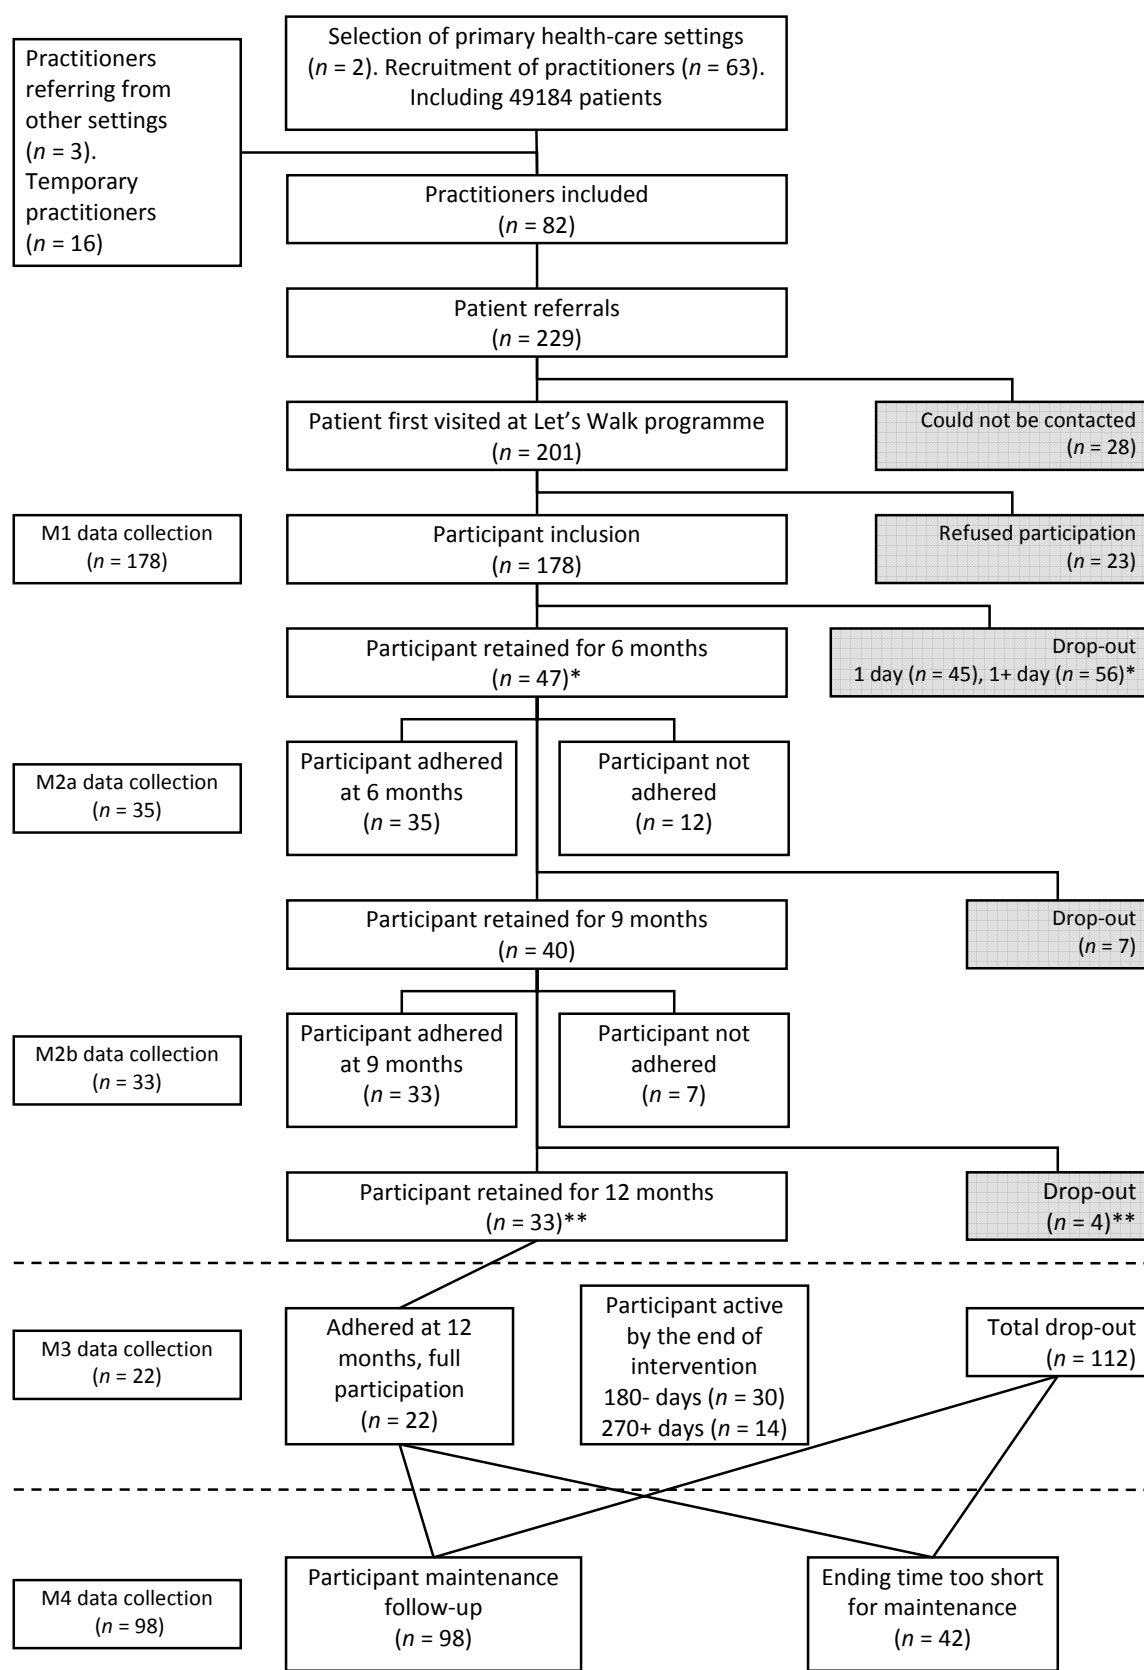 Selection of primary health-care settings
(n = 2). Recruitment of practitioners (n = 63).
Including 49184 patients
Practitioners
referring from
other settings
(n = 3).
Temporary
practitioners
(n = 16)
Practitioners included
(n = 82)
Patient referrals
(n = 229)
Patient first visited at Let's Walk programme
(n = 201)
Could not be contacted
(n = 28)
M1 data collection
(n = 178)
Participant inclusion
(n = 178)
Refused participation
(n = 23)
Participant retained for 6 months
(n = 47)*
Drop-out
1 day (n = 45), 1+ day (n = 56)*
M2a data collection
(n = 35)
Participant adhered
at 6 months
(n = 35)
Participant not
adhered
(n = 12)
Participant retained for 9 months
(n = 40)
Drop-out
(n = 7)
M2b data collection
(n = 33)
Participant adhered
at 9 months
(n = 33)
Participant not
adhered
(n = 7)
Participant retained for 12 months
(n = 33)**
Drop-out
(n = 4)**
M3 data collection
(n = 22)
Adhered at 12
months, full
participation
(n = 22)
Participant active
by the end of
intervention
180- days (n = 30)
270+ days (n = 14)
Total drop-out
(n = 112)
M4 data collection
(n = 98)
Participant maintenance
follow-up
(n = 98)
Ending time too short
for maintenance
(n = 42)